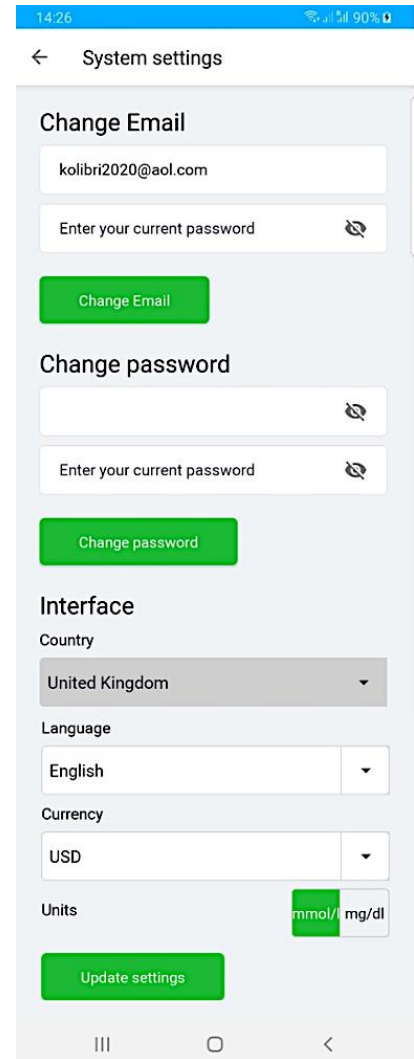 14:26
90%
System settings
Change Email
kolibri2020@aol.com
Enter your current password
Change Email
Change password
Enter your current password
Change password
Interface
Country
United Kingdom
Language
English
Currency
USD
Units
mmol/l mg/dl
Update settings